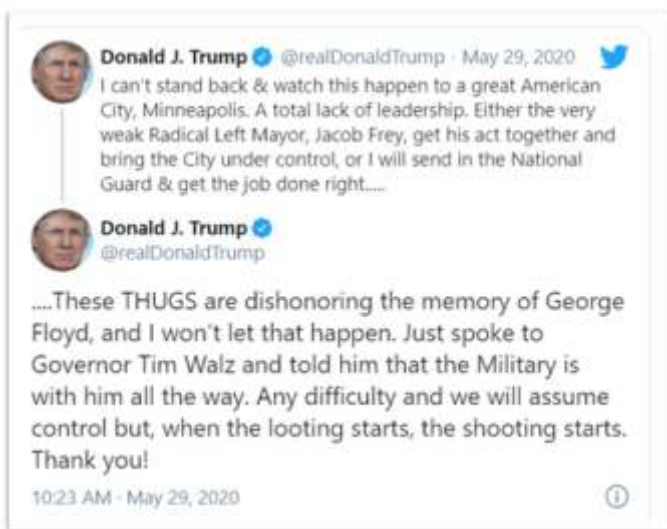 Donald J. Trump @realDonaldTrump · May 29, 2020
I can't stand back & watch this happen to a great American
City, Minneapolis. A total lack of leadership. Either the very
weak Radical Left Mayor, Jacob Frey, get his act together and
bring the City under control, or I will send in the National
Guard & get the job done right.....
Donald J. Trump
@realDonaldTrump
....These THUGS are dishonoring the memory of George
Floyd, and I won't let that happen. Just spoke to
Governor Tim Walz and told him that the Military is
with him all the way. Any difficulty and we will assume
control but, when the looting starts, the shooting starts.
Thank you!
10:23 AM · May 29, 2020